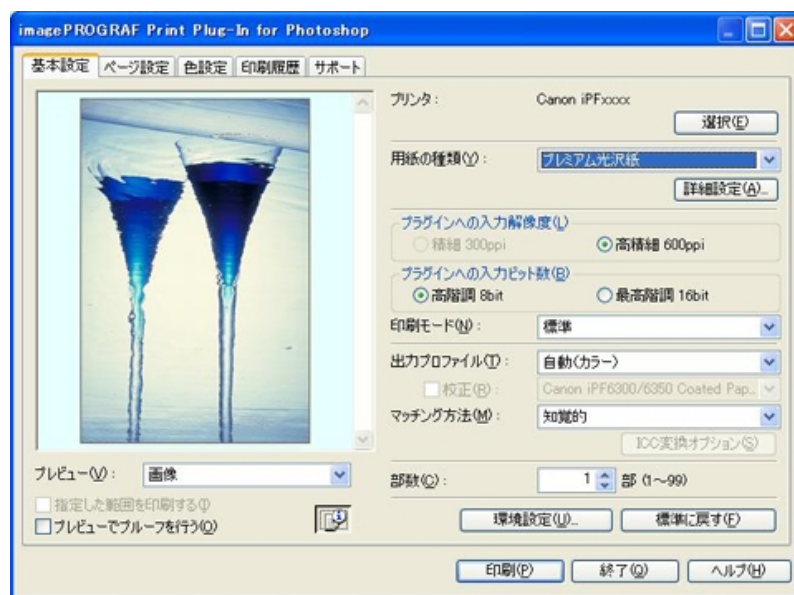 imagePROGRAF Print Plug-In for Photoshop
基本設定 ページ設定 色設定 印刷履歴 サポート
プリンタ： Canon iPFxxxx
選択(E)
用紙の種類(Y)： プレミアム光沢紙
詳細設定(A)...
プラグインへの入力解像度(L)
精細 300ppi 高精細 600ppi
プラグインへの入力ビット数(B)
高階調 8bit 最高階調 16bit
印刷モード(N)： 標準
出力プロファイル(T)： 自動(カラー)
校正(R)： Canon iPF6300/6350 Coated Pap...
マッチング方法(M)： 知覚的
ICC変換オプション(S)
部数(C)： 1 部 (1～99)
環境設定(U)... 標準に戻す(F)
プレビュー(V)： 画像
指定した範囲を印刷する(I)
プレビューでプルーフを行う(O)
印刷(P) 終了(Q) ヘルプ(H)